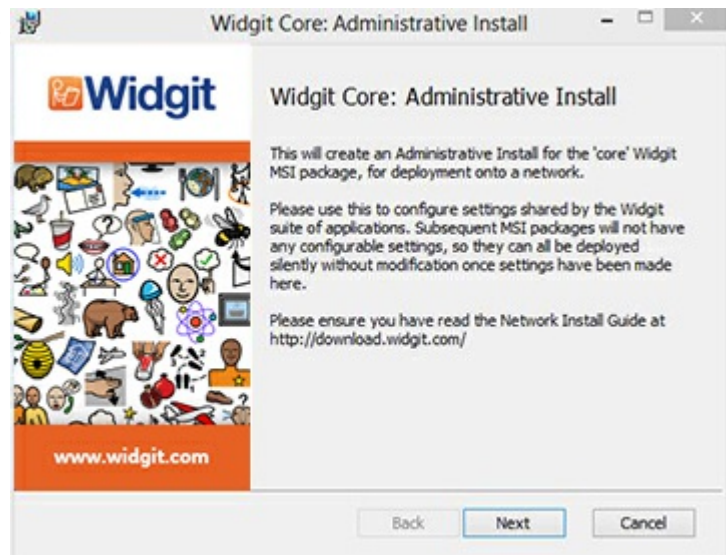 Widgit Core: Administrative Install
Widgit
Widgit Core: Administrative Install
This will create an Administrative Install for the 'core' Widgit
MSI package, for deployment onto a network.
Please use this to configure settings shared by the Widgit
suite of applications. Subsequent MSI packages will not have
any configurable settings, so they can all be deployed
silently without modification once settings have been made
here.
Please ensure you have read the Network Install Guide at
http://download.widgit.com/
www.widgit.com
Back Next Cancel